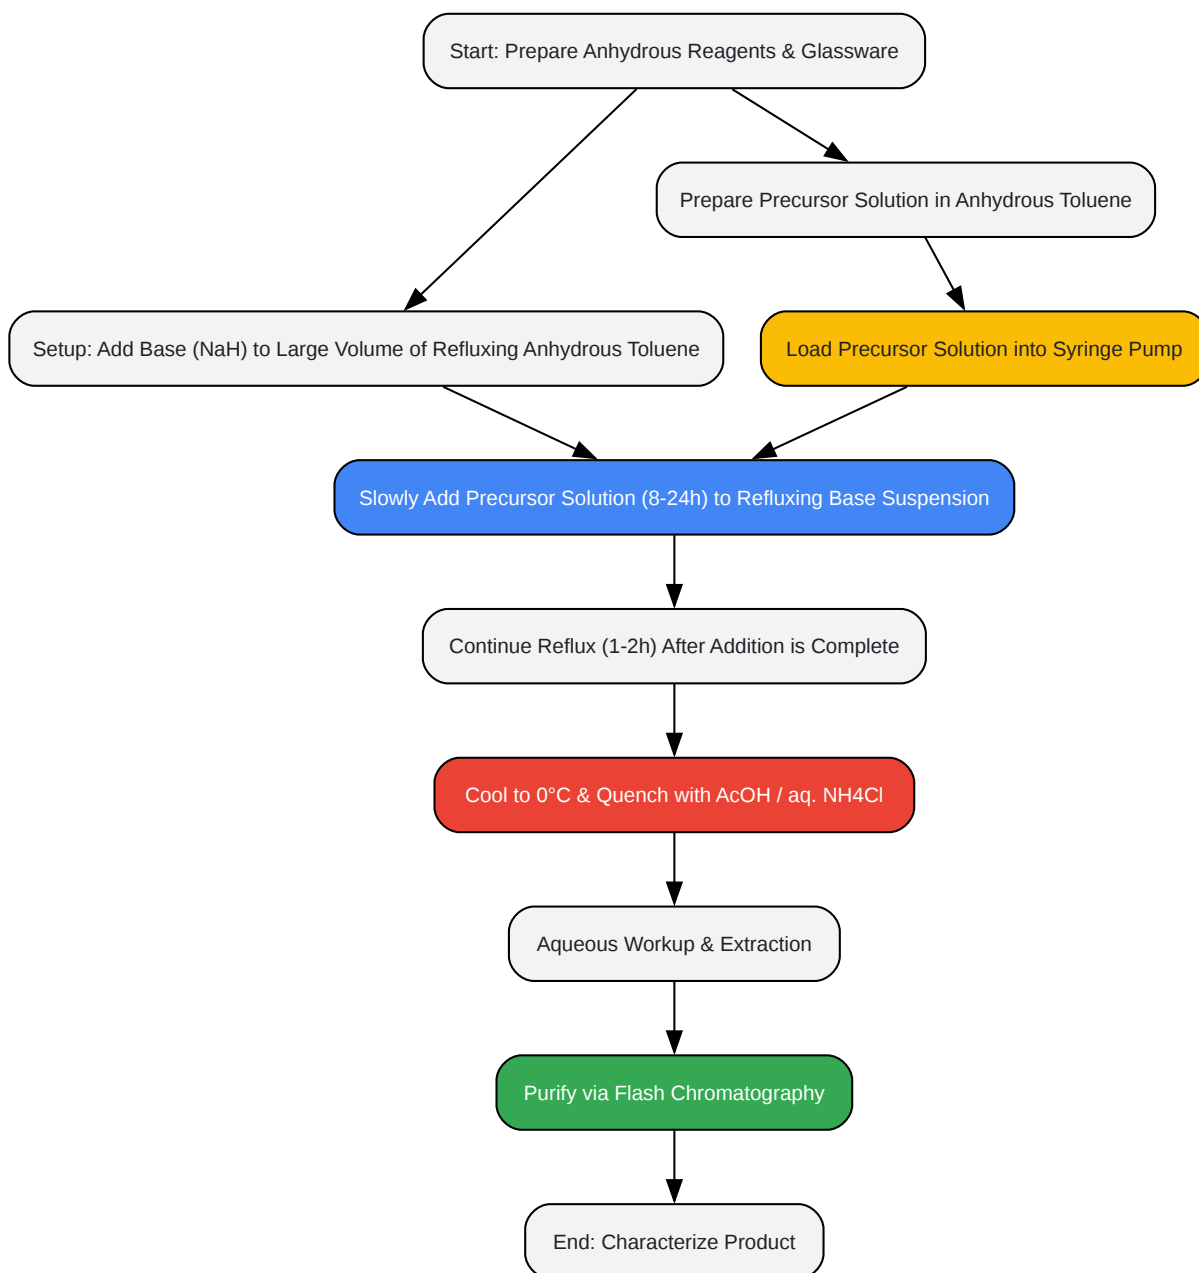 Start: Prepare Anhydrous Reagents & Glassware
Prepare Precursor Solution in Anhydrous Toluene
Setup: Add Base (NaH) to Large Volume of Refluxing Anhydrous Toluene
Load Precursor Solution into Syringe Pump
Slowly Add Precursor Solution (8-24h) to Refluxing Base Suspension
Continue Reflux (1-2h) After Addition is Complete
Cool to 0°C & Quench with AcOH / aq. NH4Cl
Aqueous Workup & Extraction
Purify via Flash Chromatography
End: Characterize Product